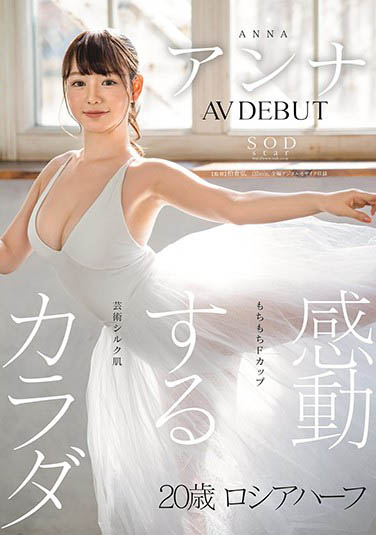 ANNA
アンナ
AV DEBUT
SOD
star
感動
する
カラダ
もちもちFカップ
芸術シルク肌
20歳 ロシアハーフ